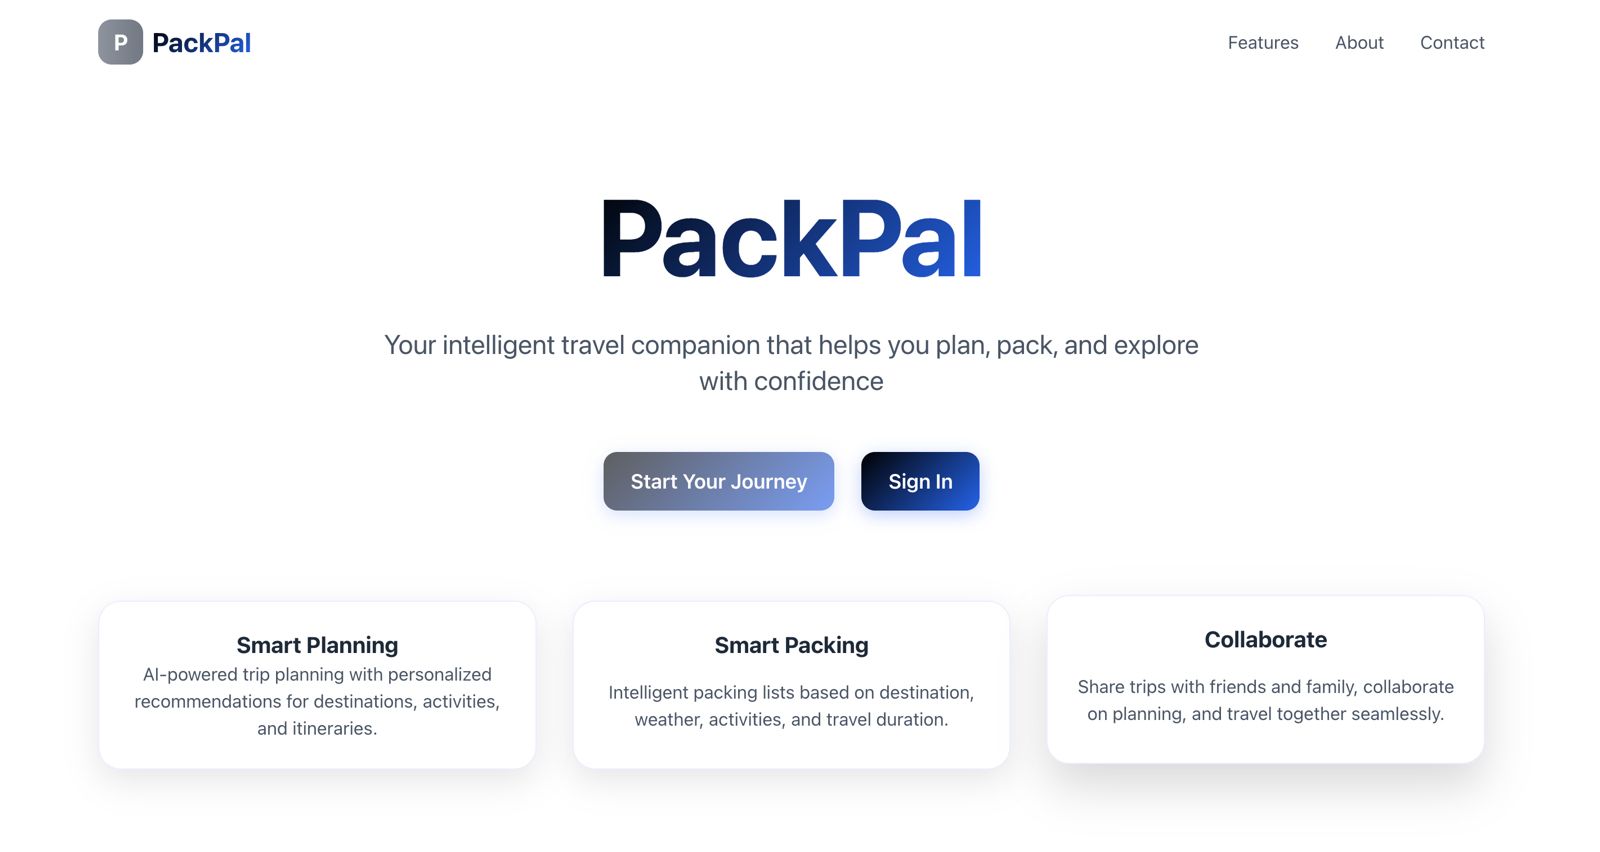 P PackPal
Features About Contact
PackPal
Your intelligent travel companion that helps you plan, pack, and explore
with confidence
Start Your Journey Sign In
Smart Planning
AI-powered trip planning with personalized
recommendations for destinations, activities,
and itineraries.
Smart Packing
Intelligent packing lists based on destination,
weather, activities, and travel duration.
Collaborate
Share trips with friends and family, collaborate
on planning, and travel together seamlessly.